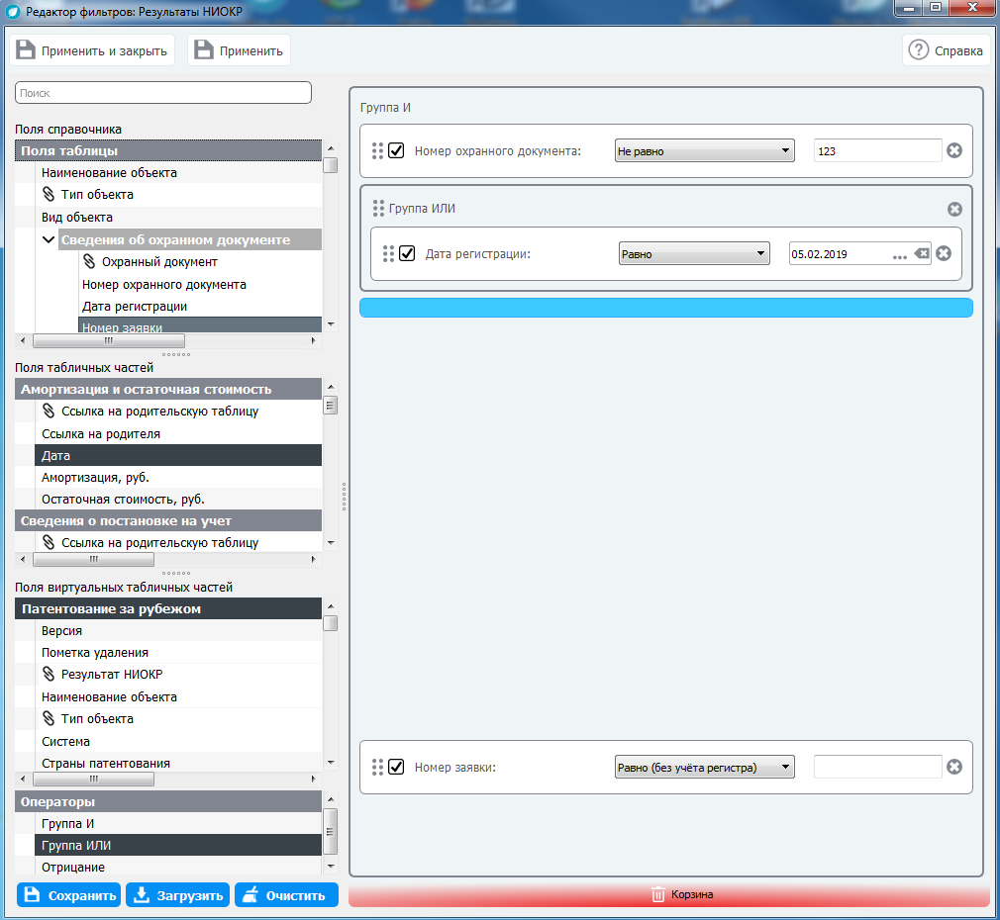 Редактор фильтров: Результаты НИОКР
Применить и закрыть
Применить
Справка
Поиск
Поля справочника
Поля таблицы
Наименование объекта
Тип объекта
Вид объекта
Сведения об охранном документе
Охранный документ
Номер охранного документа
Дата регистрации
Номер заявки
Поля табличных частей
Амортизация и остаточная стоимость
Ссылка на родительскую таблицу
Ссылка на родителя
Дата
Амортизация, руб.
Остаточная стоимость, руб.
Сведения о постановке на учет
Ссылка на родительскую таблицу
Поля виртуальных табличных частей
Патентование за рубежом
Версия
Пометка удаления
Результат НИОКР
Наименование объекта
Тип объекта
Система
Страны патентования
Операторы
Группа И
Группа ИЛИ
Отрицание
Сохранить
Загрузить
Очистить
Группа И
Номер охранного документа:
Не равно
123
Группа ИЛИ
Дата регистрации:
Равно
05.02.2019
...
Номер заявки:
Равно (без учёта регистра)
Корзина